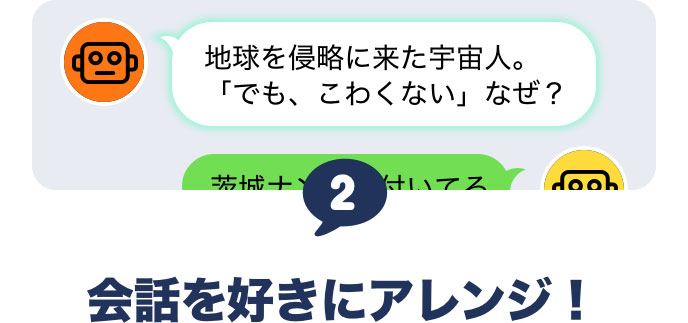 地球を侵略に来た宇宙人。
「でも、こわくない」なぜ？
茨城ナン 付いてる
2
会話を好きにアレンジ！